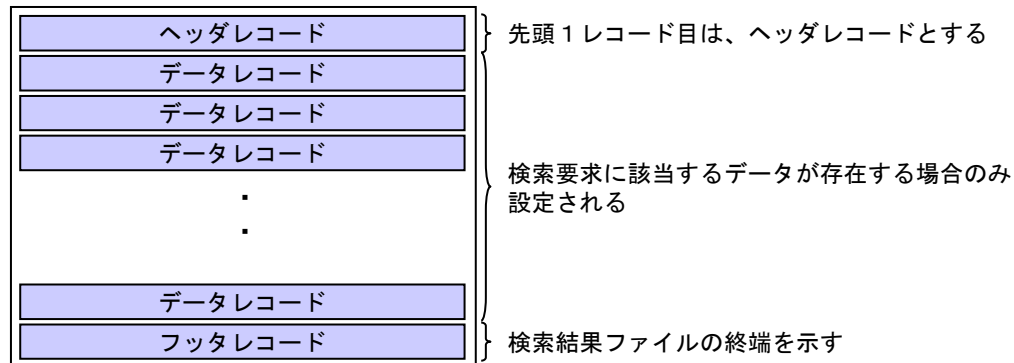 ヘッダレコード
先頭１レコード目は、ヘッダレコードとする
データレコード
データレコード
データレコード
検索要求に該当するデータが存在する場合のみ
設定される
・
・
データレコード
フッタレコード
検索結果ファイルの終端を示す